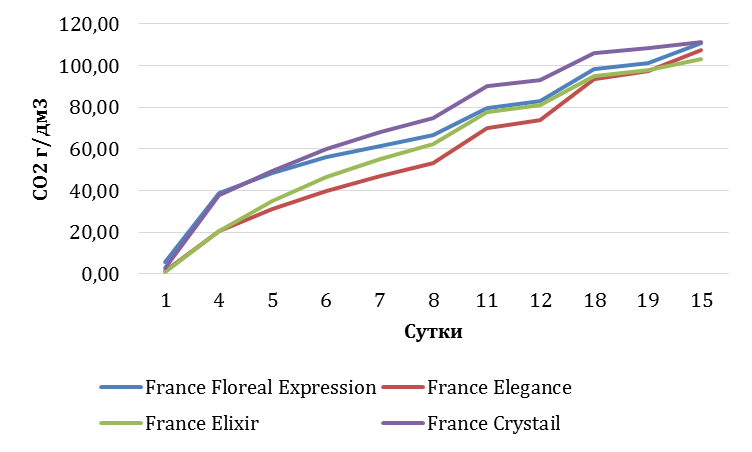 120,00
100,00
80,00
60,00
40,00
20,00
0,00
CO2 г/дм3
1 4 5 6 7 8 11 12 18 19 15
Сутки
France Floreal Expression France Elegance
France Elixir France Crystail